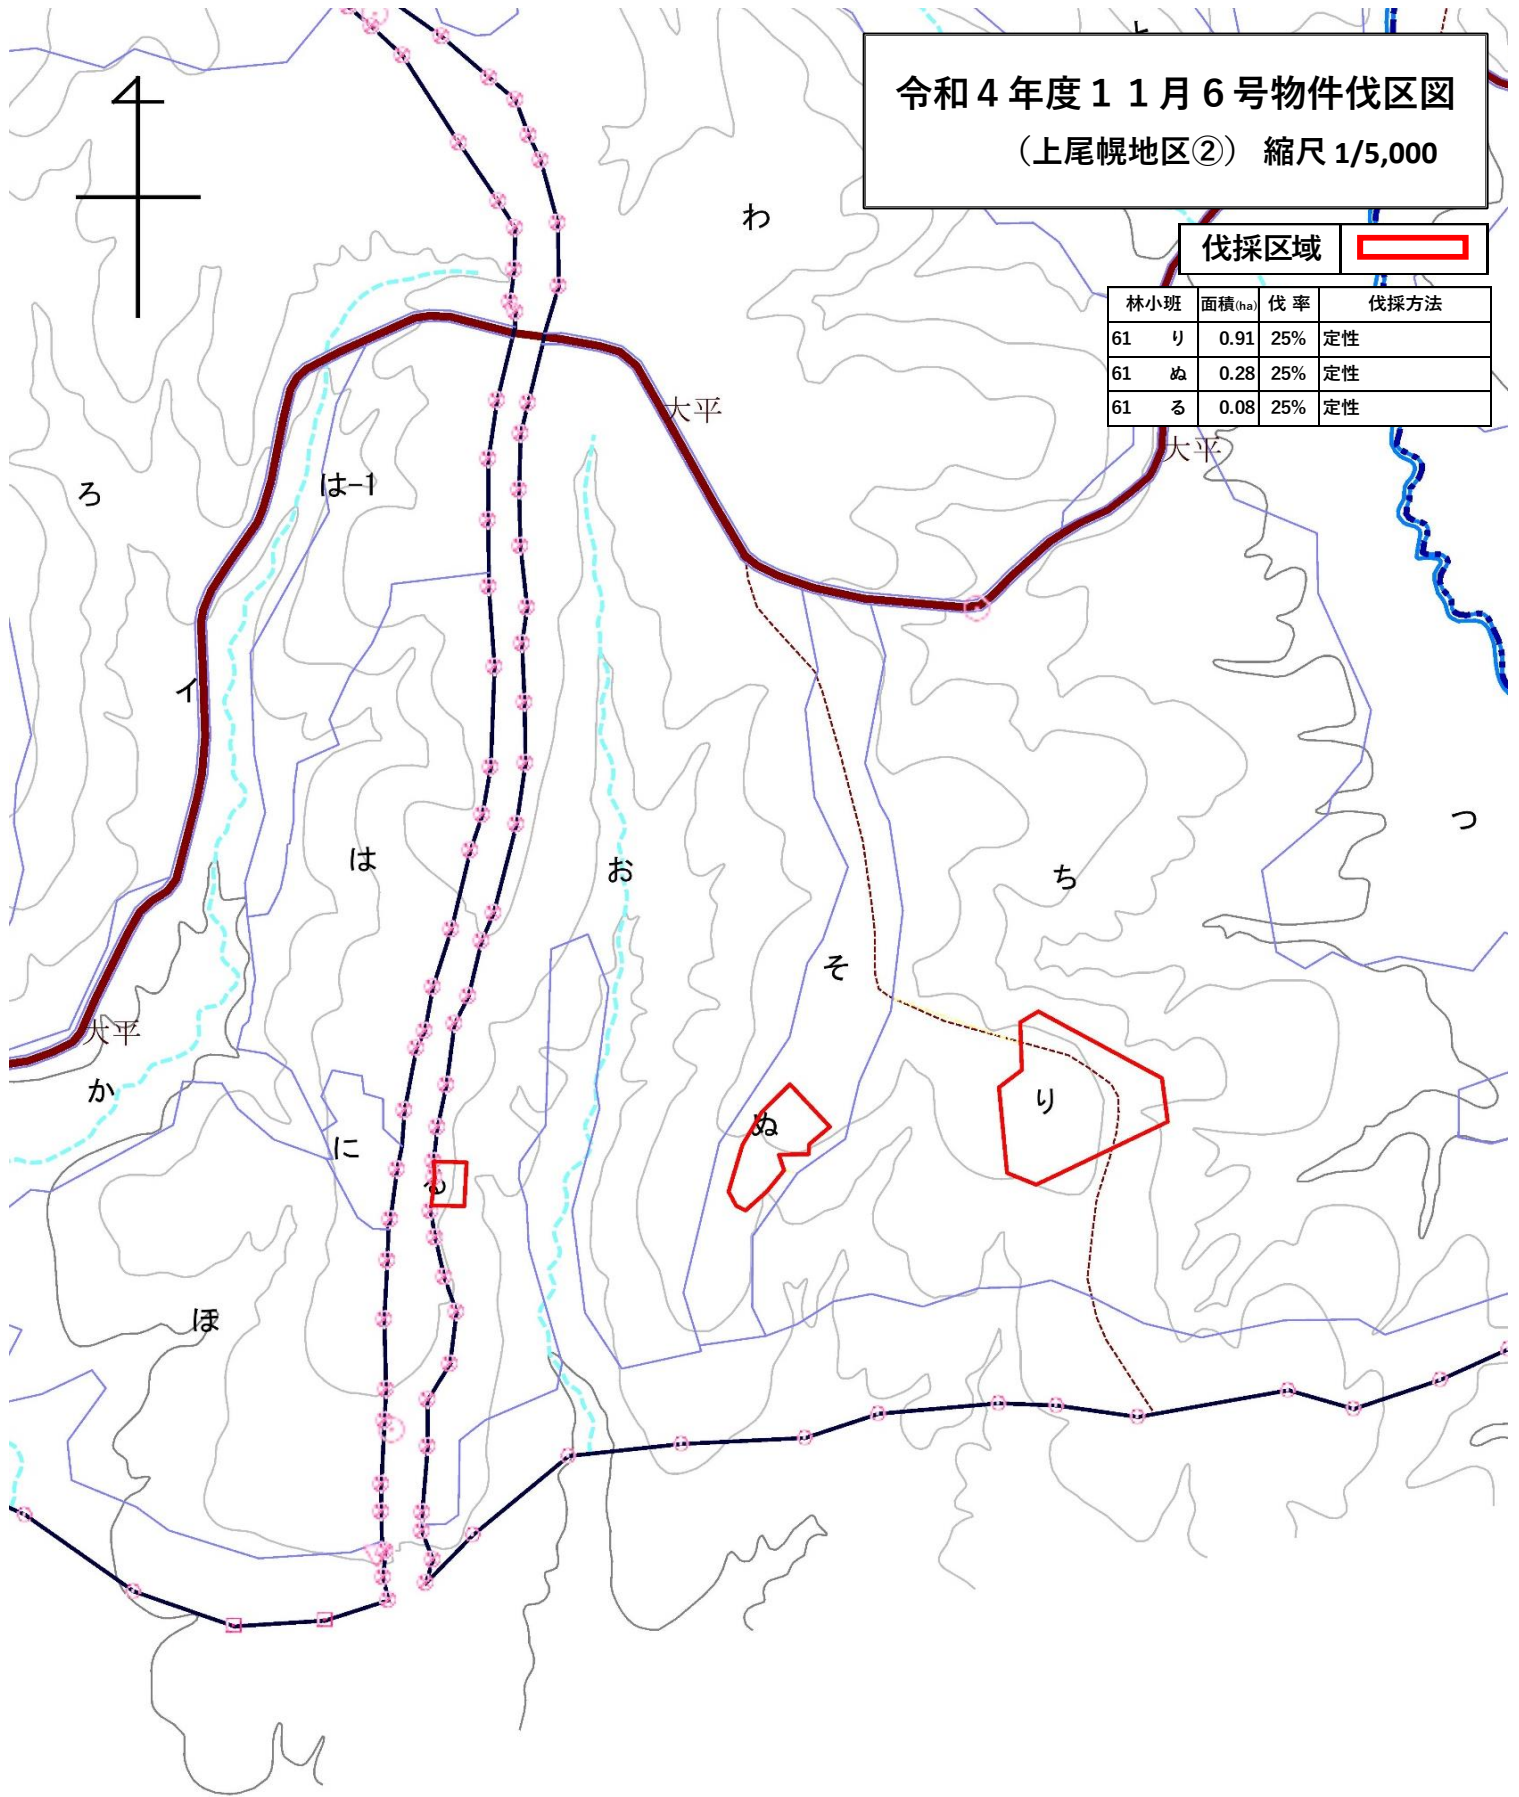 令和４年度１１月６号物件伐区図
（上尾幌地区②） 縮尺 1/5,000
伐採区域
林小班 面積(ha) 伐 率 伐採方法
61 り 0.91 25% 定性
61 ぬ 0.28 25% 定性
61 る 0.08 25% 定性
わ
大平
大平
ろ
は-1
イ
つ
は
お
ち
そ
大平
か
り
ぬ
に
る
ほ